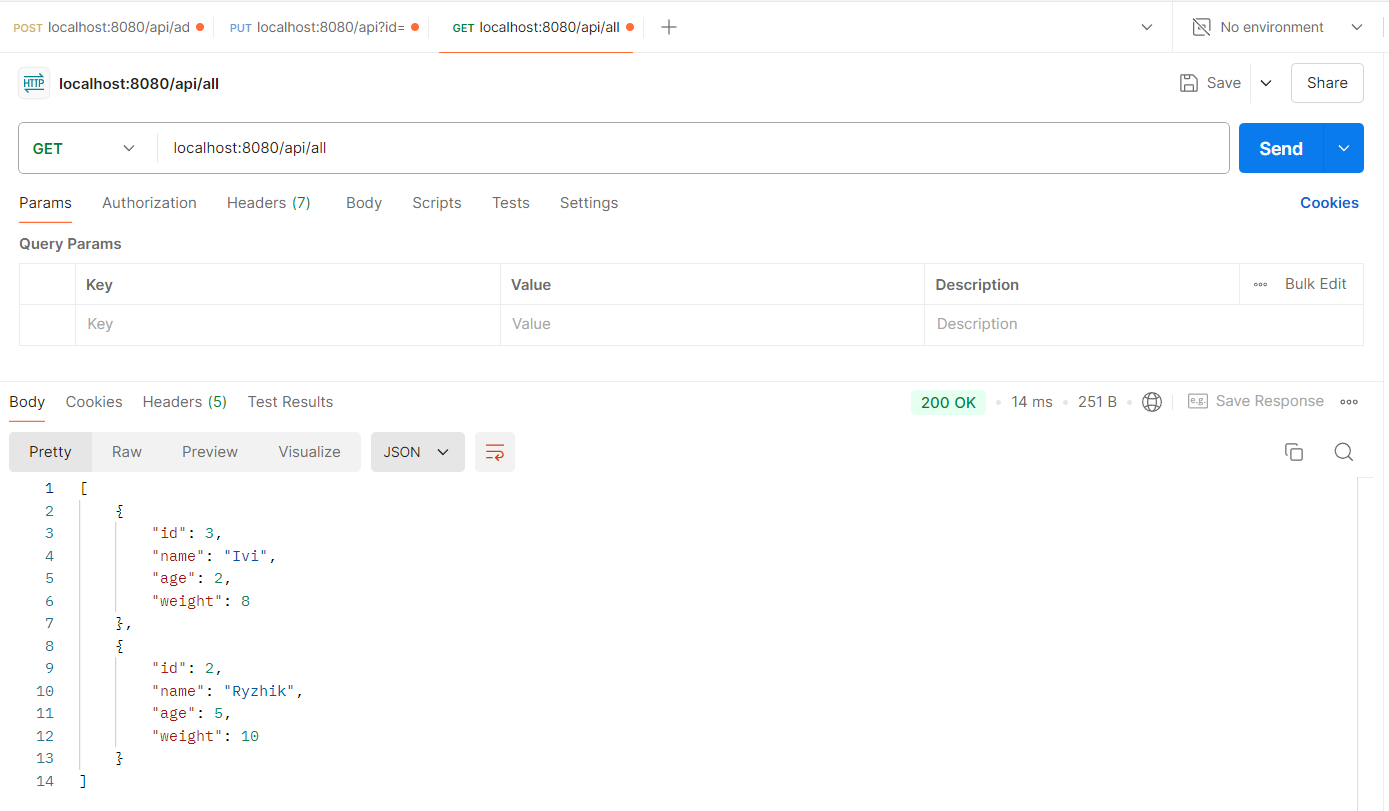 POST localhost:8080/api/ad PUT localhost:8080/api?id= GET localhost:8080/api/all No environment
HTTP localhost:8080/api/all Save Share
GET localhost:8080/api/all Send
Params Authorization Headers (7) Body Scripts Tests Settings Cookies
Query Params
Key Value Description Bulk Edit
Key Value Description
Body Cookies Headers (5) Test Results 200 OK 14 ms 251 B e.g. Save Response
Pretty Raw Preview Visualize JSON
1 [
2 {
3 "id": 3,
4 "name": "Ivi",
5 "age": 2,
6 "weight": 8
7 },
8 {
9 "id": 2,
10 "name": "Ryzhik",
11 "age": 5,
12 "weight": 10
13 }
14 ]